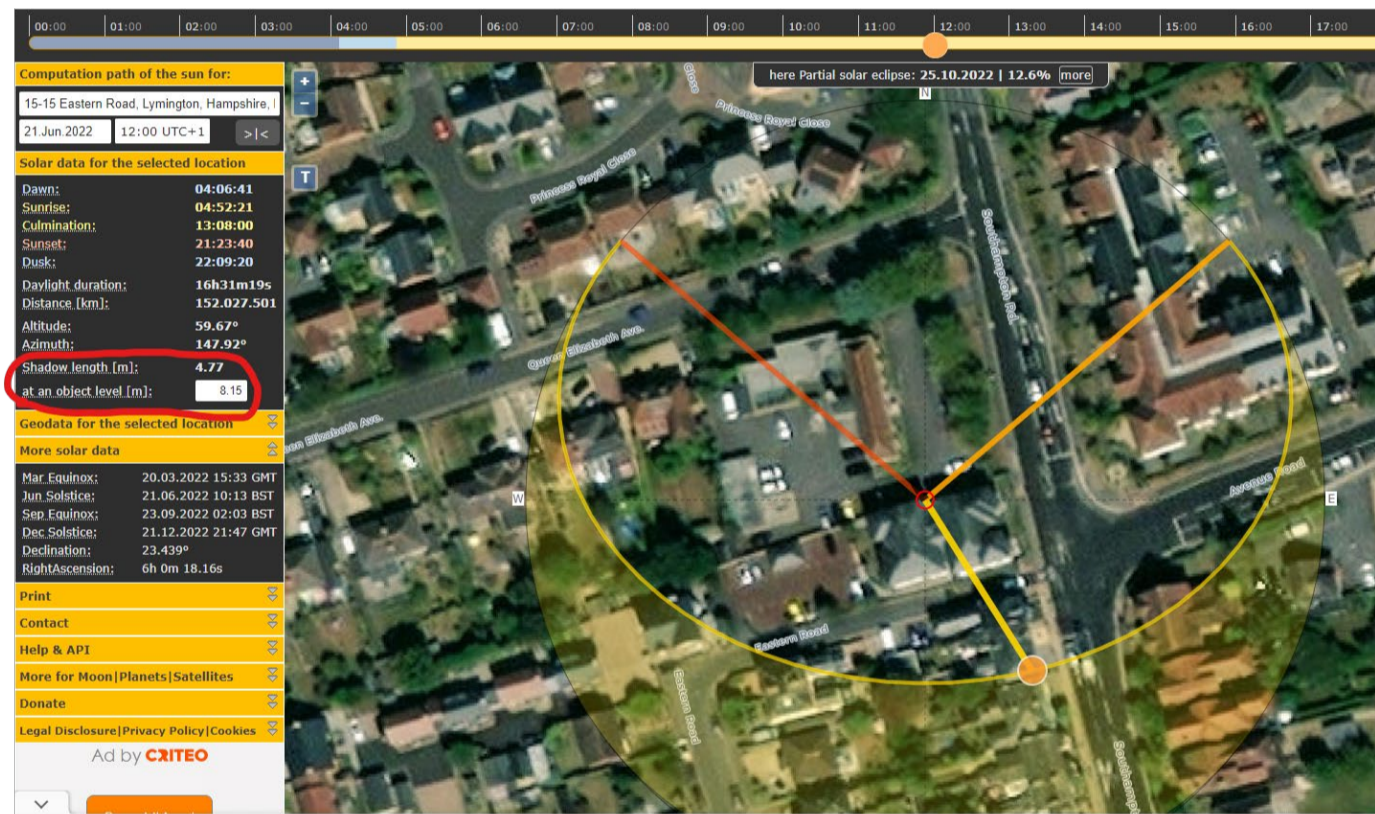 00:00 01:00 02:00 03:00 04:00 05:00 06:00 07:00 08:00 09:00 10:00 11:00 12:00 13:00 14:00 15:00 16:00 17:00
Computation path of the sun for:
15-15 Eastern Road, Lymington, Hampshire,
21.Jun.2022 12:00 UTC+1 >|<
Solar data for the selected location
Dawn: 04:06:41
Sunrise: 04:52:21
Culmination: 13:08:00
Sunset: 21:23:40
Dusk: 22:09:20
Daylight duration: 16h31m19s
Distance [km]: 152.027.501
Altitude: 59.67°
Azimuth: 147.92°
Shadow length [m]: 4.77
at an object level [m]: 8.15
Geodata for the selected location
More solar data
Mar Equinox: 20.03.2022 15:33 GMT
Jun Solstice: 21.06.2022 10:13 BST
Sep Equinox: 23.09.2022 02:03 BST
Dec Solstice: 21.12.2022 21:47 GMT
Declination: 23.439°
RightAscension: 6h 0m 18.16s
Print
Contact
Help & API
More for Moon|Planets|Satellites
Donate
Legal Disclosure|Privacy Policy|Cookies
Ad by CRITEO
+
−
T
here Partial solar eclipse: 25.10.2022 | 12.6% more
N
Close
Princess Royal Close
Princess Royal Close
Southampton Rd.
Queen Elizabeth Ave.
Queen Elizabeth Ave.
Avenue Road
W
E
Eastern Road
Eastern Road